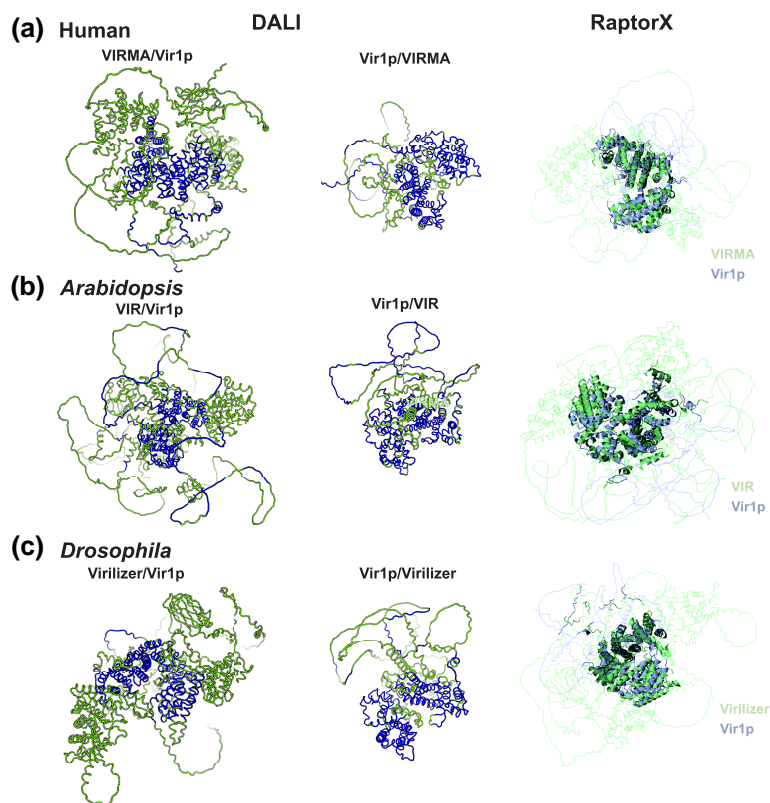 (a) Human DALI RaptorX
VIRMA/Vir1p Vir1p/VIRMA
VIRMA
Vir1p
(b) Arabidopsis
VIR/Vir1p Vir1p/VIR
VIR
Vir1p
(c) Drosophila
Virilizer/Vir1p Vir1p/Virilizer
Virilizer
Vir1p